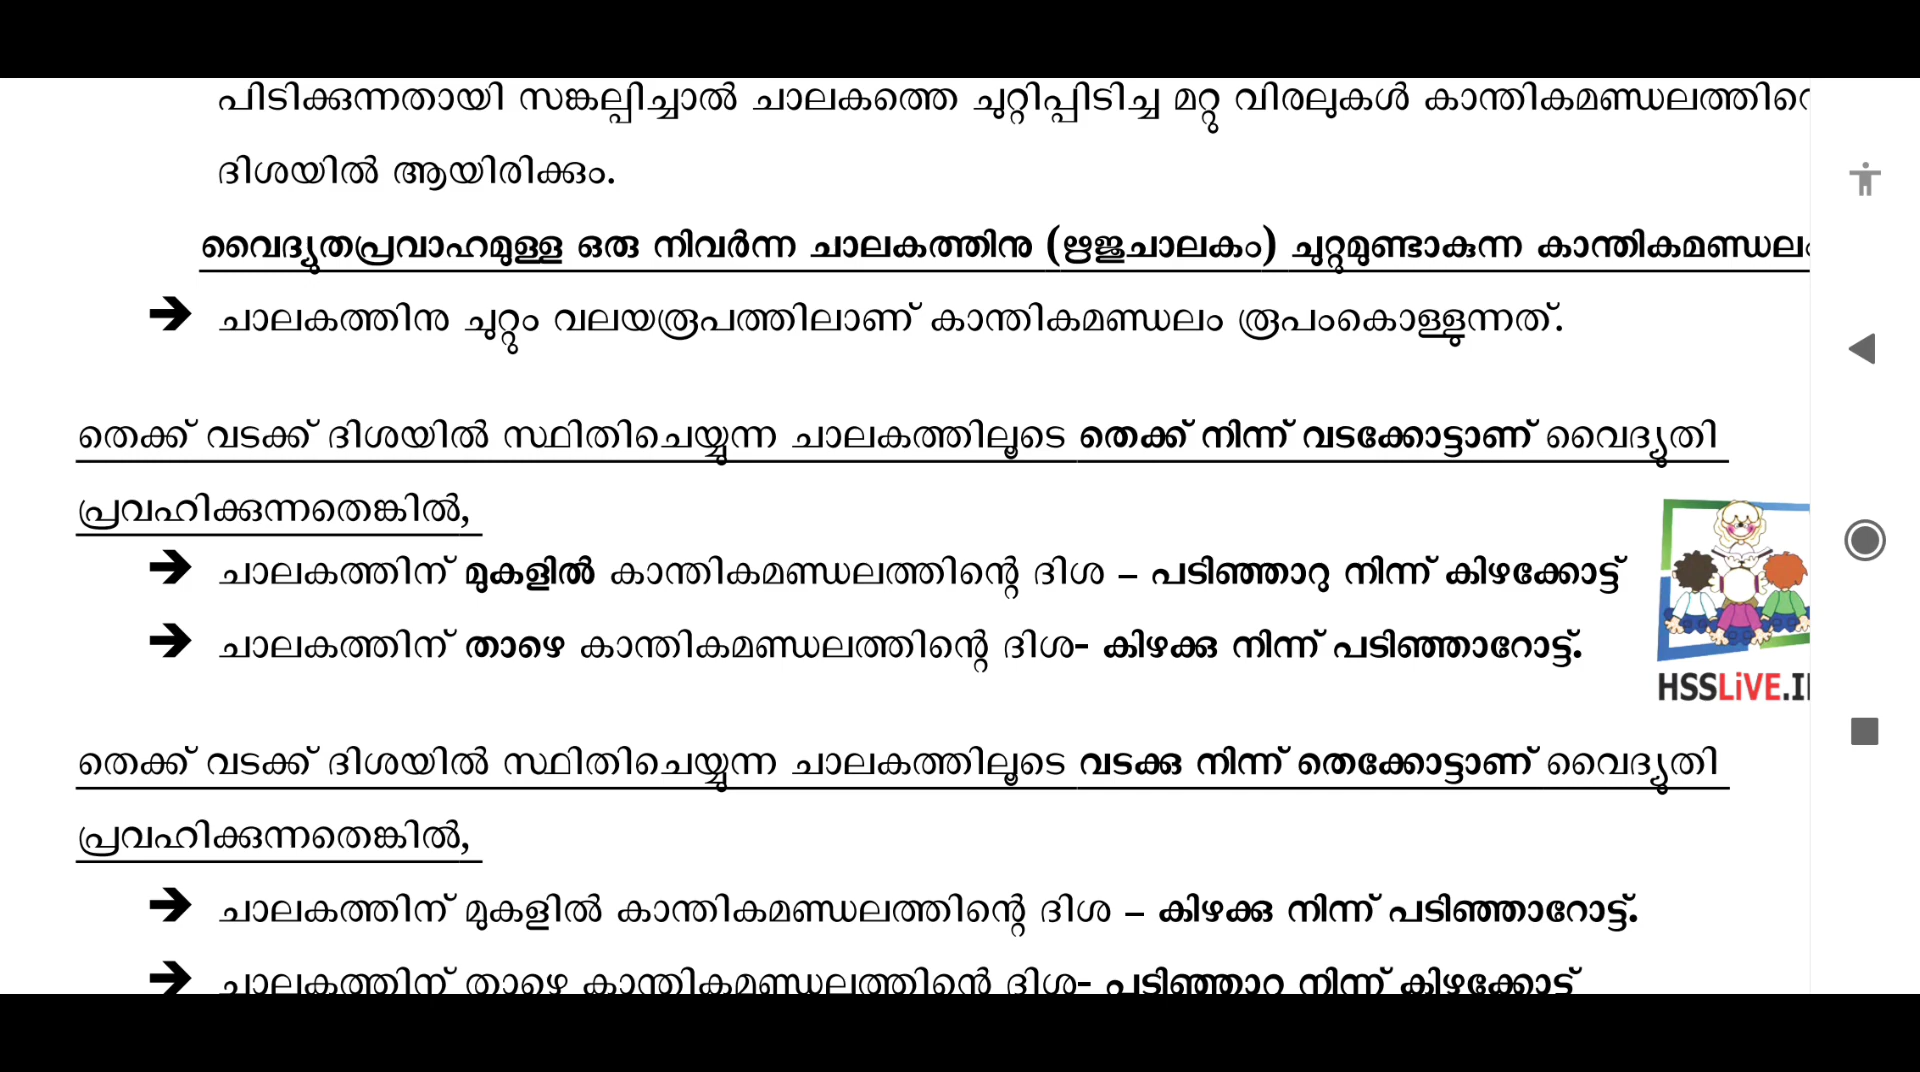 പിടിക്കുന്നതായി സങ്കല്പിച്ചാൽ ചാലകത്തെ ചുറ്റിപ്പിടിച്ച മറ്റു വിരലുകൾ
ദിശയിൽ ആയിരിക്കും.
വൈദ്യുതപ്രവാഹമുള്ള ഒരു നിവർന്ന ചാലകത്തിനു (ഋജുചാലകം) ചുറ്റുമുണ്ടാകുന്ന കാന്തികമണ്ഡലം
➔ ചാലകത്തിനു ചുറ്റും വലയരൂപത്തിലാണ് കാന്തികമണ്ഡലം രൂപംകൊള്ളുന്നത്.
തെക്ക് വടക്ക് ദിശയിൽ സ്ഥിതിചെയ്യുന്ന ചാലകത്തിലൂടെ തെക്ക് നിന്ന് വടക്കോട്ടാണ് വൈദ്യുതി
പ്രവഹിക്കുന്നതെങ്കിൽ,
➔ ചാലകത്തിന് മുകളിൽ കാന്തികമണ്ഡലത്തിന്റെ ദിശ – പടിഞ്ഞാറു നിന്ന് കിഴക്കോട്ട്
➔ ചാലകത്തിന് താഴെ കാന്തികമണ്ഡലത്തിന്റെ ദിശ- കിഴക്കു നിന്ന് പടിഞ്ഞാറോട്ട്.
HSSLiVE.I
തെക്ക് വടക്ക് ദിശയിൽ സ്ഥിതിചെയ്യുന്ന ചാലകത്തിലൂടെ വടക്കു നിന്ന് തെക്കോട്ടാണ് വൈദ്യുതി
പ്രവഹിക്കുന്നതെങ്കിൽ,
➔ ചാലകത്തിന് മുകളിൽ കാന്തികമണ്ഡലത്തിന്റെ ദിശ – കിഴക്കു നിന്ന് പടിഞ്ഞാറോട്ട്.
➔ ചാലകത്തിന് താഴെ കാന്തികമണ്ഡലത്തിന്റെ ദിശ- പടിഞ്ഞാറു നിന്ന് കിഴക്കോട്ട്